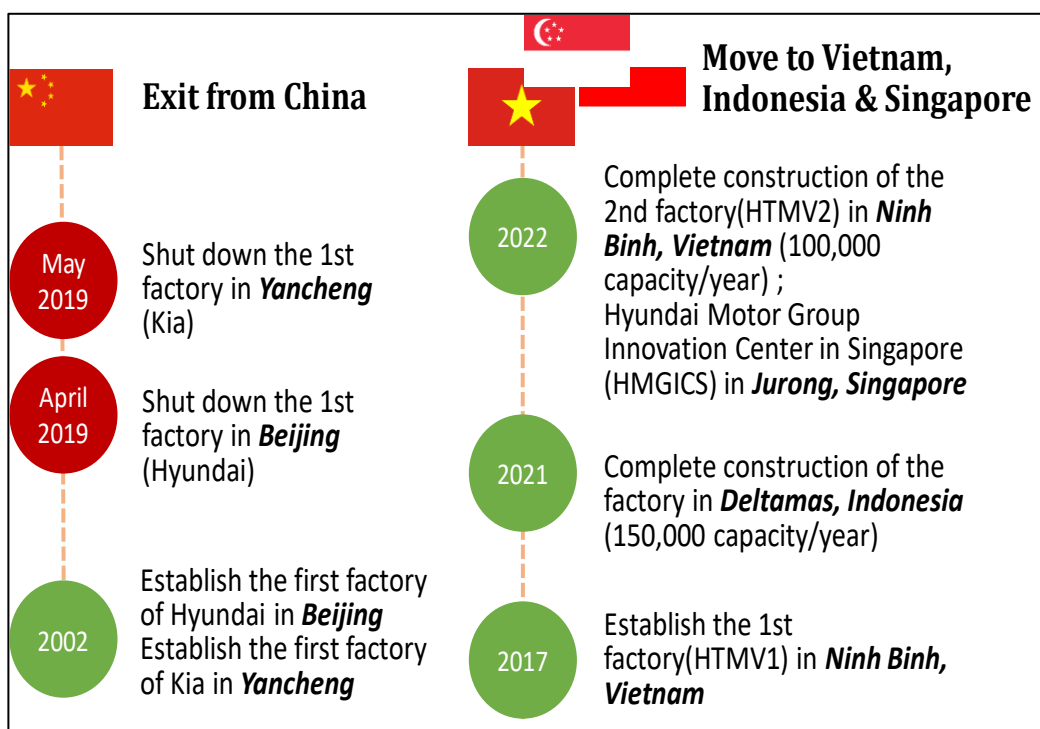 Exit from China
May
2019
Shut down the 1st
factory in Yancheng
(Kia)
April
2019
Shut down the 1st
factory in Beijing
(Hyundai)
2002
Establish the first factory
of Hyundai in Beijing
Establish the first factory
of Kia in Yancheng
Move to Vietnam,
Indonesia & Singapore
2022
Complete construction of the
2nd factory(HTMV2) in Ninh
Binh, Vietnam (100,000
capacity/year) ;
Hyundai Motor Group
Innovation Center in Singapore
(HMGICS) in Jurong, Singapore
2021
Complete construction of the
factory in Deltamas, Indonesia
(150,000 capacity/year)
2017
Establish the 1st
factory(HTMV1) in Ninh Binh,
Vietnam